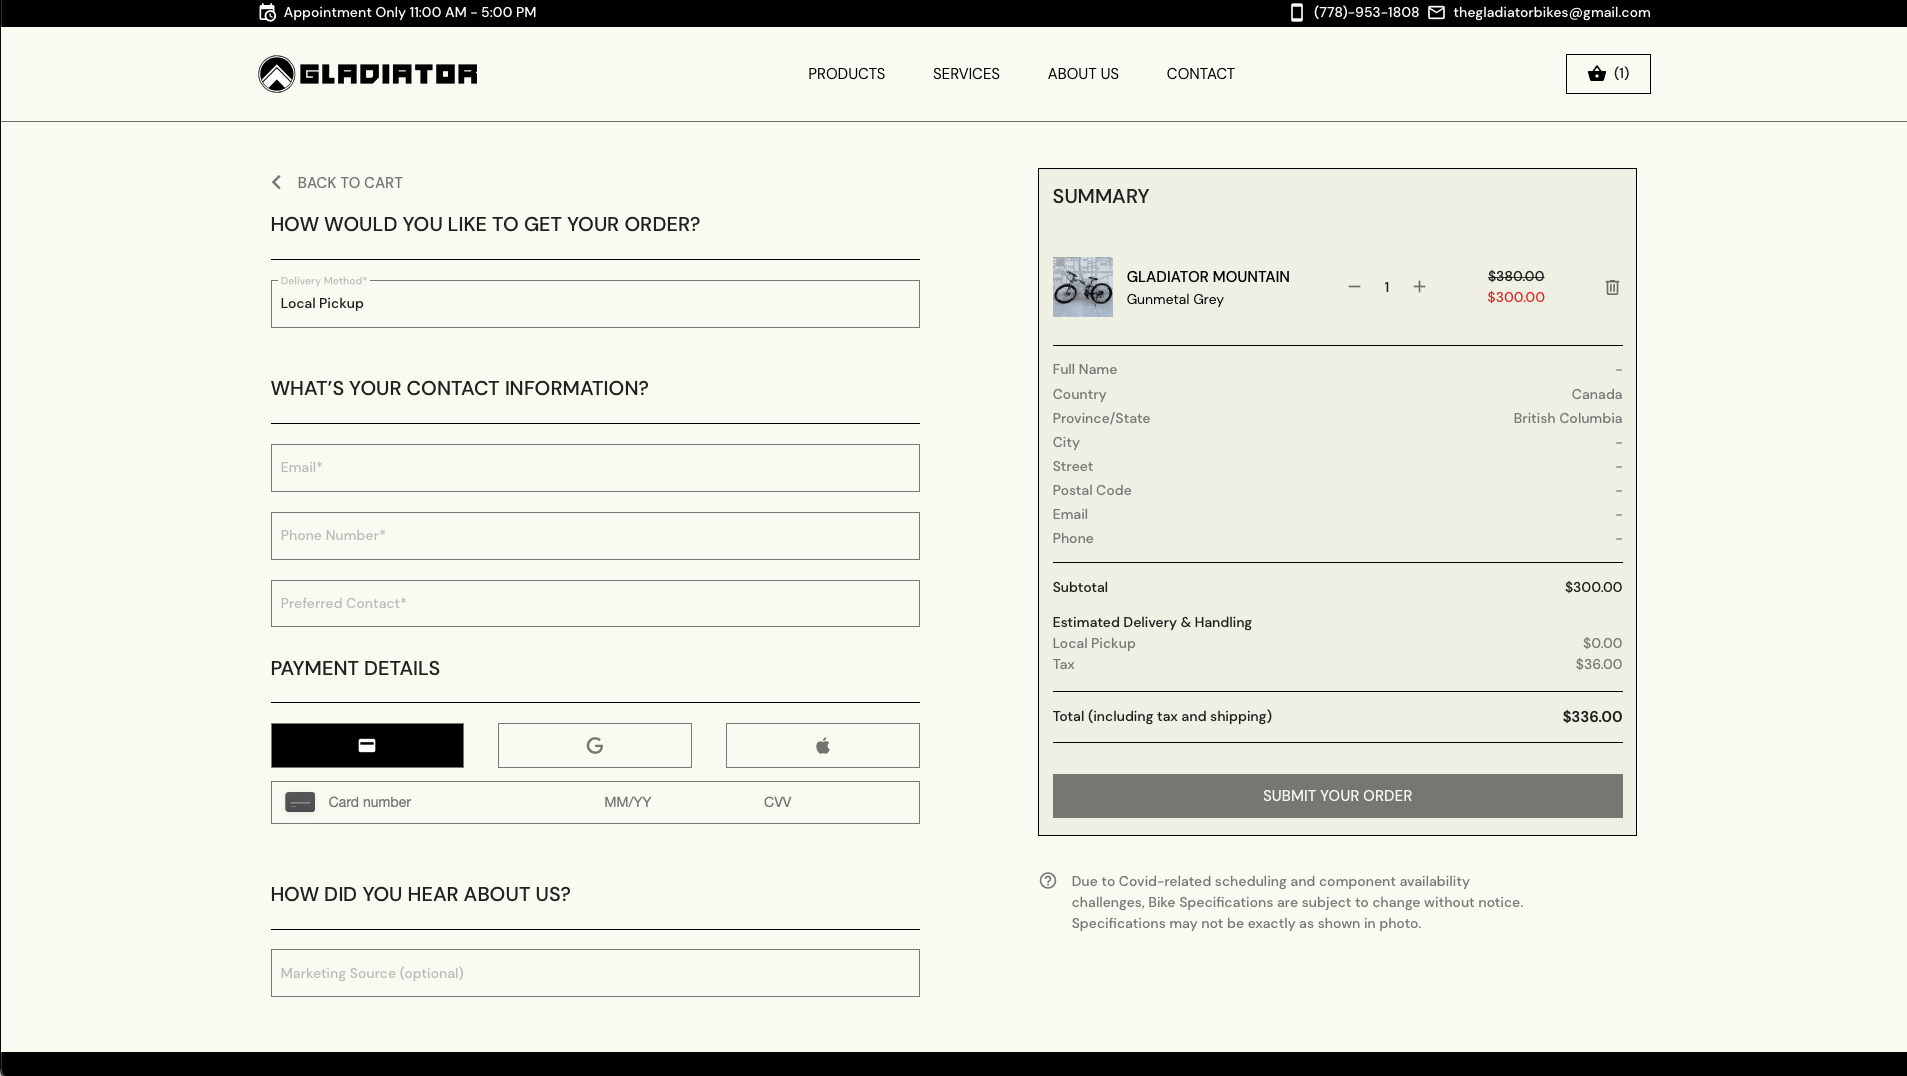 Appointment Only 11:00 AM - 5:00 PM
(778)-953-1808 thegladiatorbikes@gmail.com
GLADIATOR
PRODUCTS SERVICES ABOUT US CONTACT
(1)
BACK TO CART
HOW WOULD YOU LIKE TO GET YOUR ORDER?
Delivery Method*
Local Pickup
WHAT’S YOUR CONTACT INFORMATION?
Email*
Phone Number*
Preferred Contact*
PAYMENT DETAILS
G
Card number MM/YY CVV
HOW DID YOU HEAR ABOUT US?
Marketing Source (optional)
SUMMARY
GLADIATOR MOUNTAIN
Gunmetal Grey
1
$380.00
$300.00
Full Name -
Country Canada
Province/State British Columbia
City -
Street -
Postal Code -
Email -
Phone -
Subtotal $300.00
Estimated Delivery & Handling
Local Pickup $0.00
Tax $36.00
Total (including tax and shipping) $336.00
SUBMIT YOUR ORDER
Due to Covid-related scheduling and component availability
challenges, Bike Specifications are subject to change without notice.
Specifications may not be exactly as shown in photo.